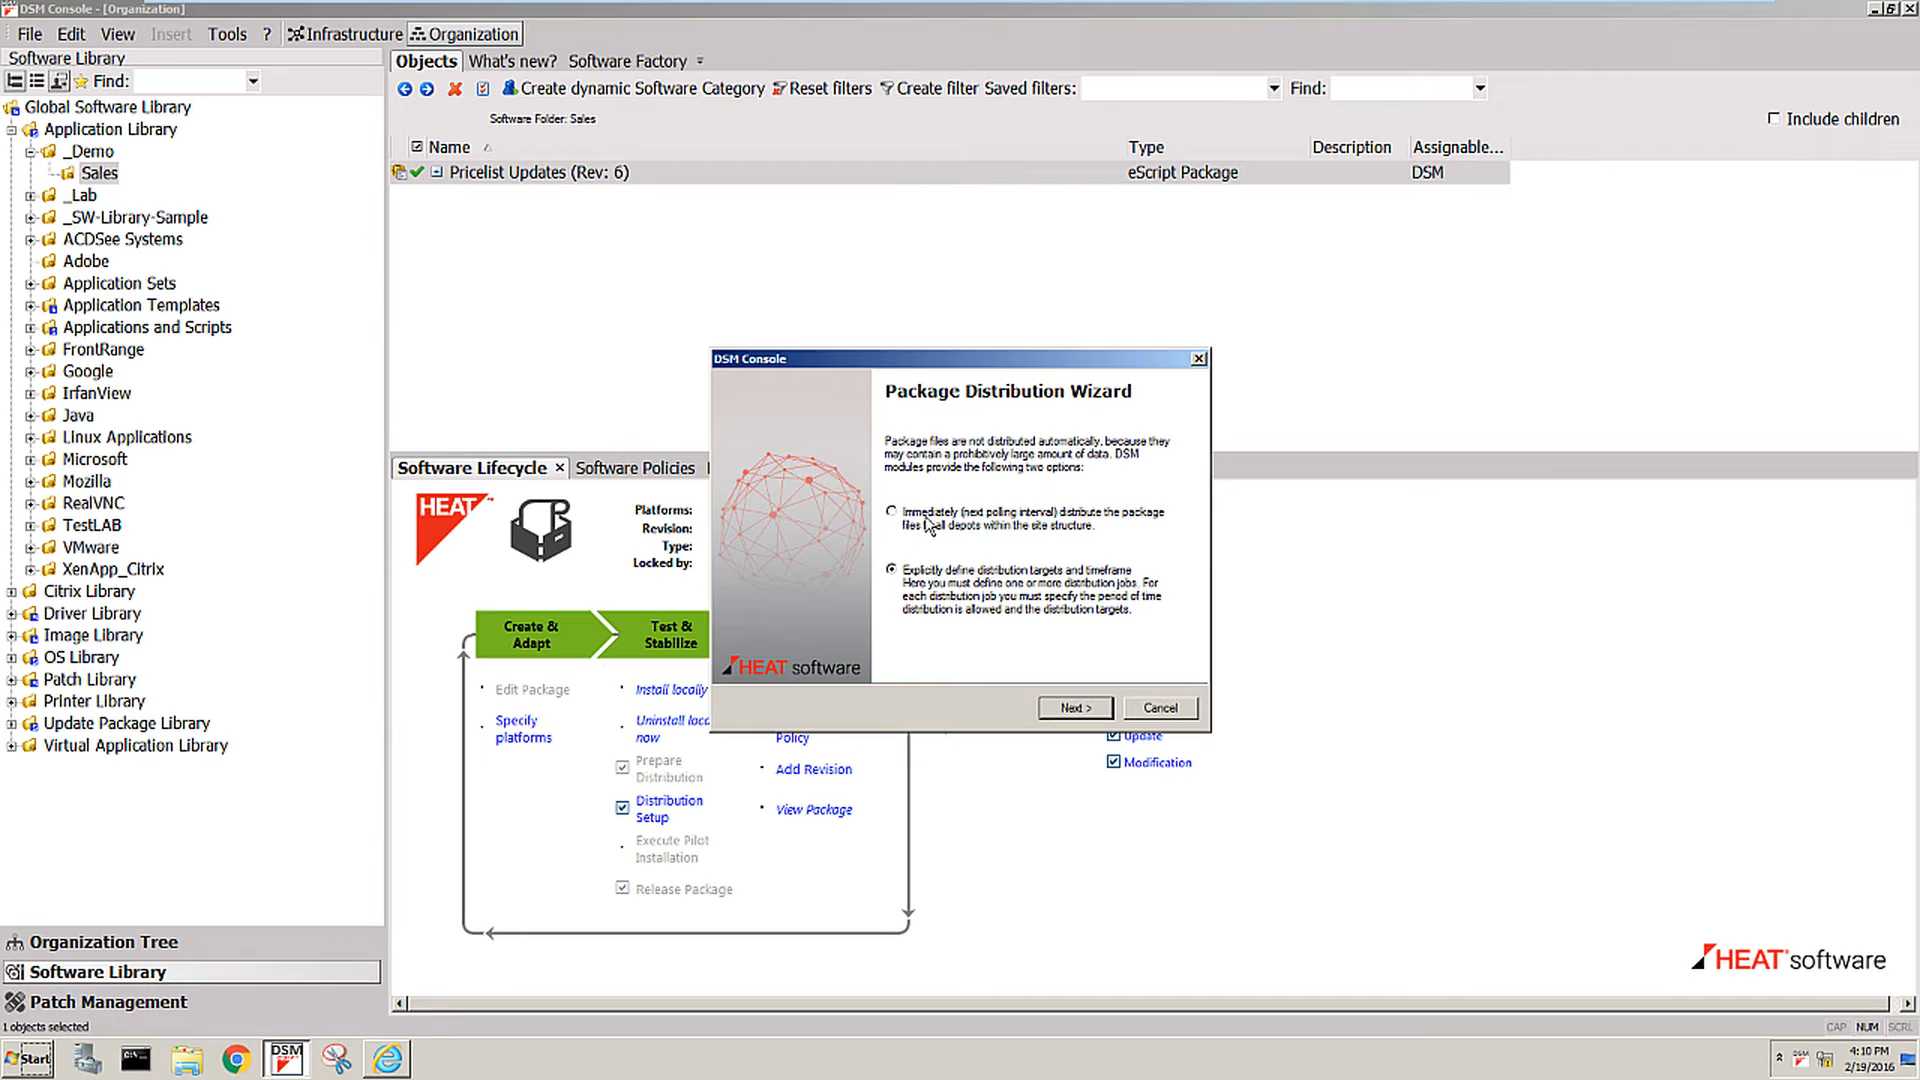 DSM Console - [Organization]
File Edit View Insert Tools ? Infrastructure Organization
Software Library
Find:
Global Software Library
Application Library
_Demo
Sales
_Lab
_SW-Library-Sample
ACDSee Systems
Adobe
Application Sets
Application Templates
Applications and Scripts
FrontRange
Google
IrfanView
Java
Linux Applications
Microsoft
Mozilla
RealVNC
TestLAB
VMware
XenApp_Citrix
Citrix Library
Driver Library
Image Library
OS Library
Patch Library
Printer Library
Update Package Library
Virtual Application Library
Organization Tree
Software Library
Patch Management
1 objects selected
Objects What's new? Software Factory
Create dynamic Software Category Reset filters Create filter Saved filters: Find:
Software Folder: Sales
Include children
Name Type Description Assignable...
Pricelist Updates (Rev: 6) eScript Package DSM
Software Lifecycle × Software Policies
HEAT™
Platforms:
Revision:
Type:
Locked by:
Create &
Adapt
Test &
Stabilize
Edit Package
Specify
platforms
Install locally
Uninstall loca
now
Prepare
Distribution
Distribution
Setup
Execute Pilot
Installation
Release Package
Policy
Add Revision
View Package
Update
Modification
DSM Console
Package Distribution Wizard
Package files are not distributed automatically, because they
may contain a prohibitively large amount of data. DSM
modules provide the following two options:
Immediately (next polling interval) distribute the package
files all depots within the site structure.
Explicitly define distribution targets and timeframe
Here you must define one or more distribution jobs. For
each distribution job you must specify the period of time
distribution is allowed and the distribution targets.
HEAT software
Next > Cancel
HEAT software
CAP NUM SCRL
Start
DSM
DSM
4:10 PM
2/19/2016